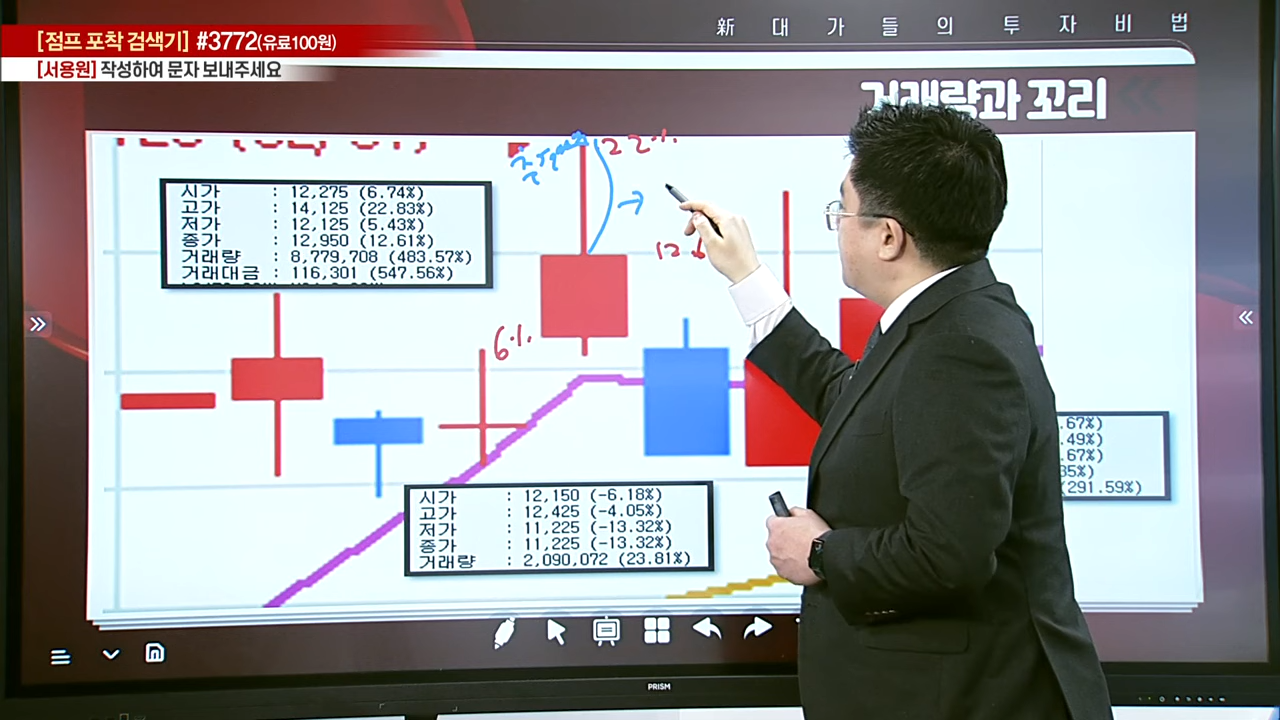 [점프 포착 검색기] #3772(유료100원)
[서용원] 작성하여 문자 보내주세요
新 대 가 들 의 투 자 비 법
거래량과 꼬리
시가 : 12,275 (6.74%)
고가 : 14,125 (22.83%)
저가 : 12,125 (5.43%)
종가 : 12,950 (12.61%)
거래량 : 8,779,708 (483.57%)
거래대금 : 116,301 (547.56%)
22%
12.6
6%
시가 : 12,150 (-6.18%)
고가 : 12,425 (-4.05%)
저가 : 11,225 (-13.32%)
종가 : 11,225 (-13.32%)
거래량 : 2,090,072 (23.81%)
.67%)
.49%)
.67%)
35%)
(291.59%)
PRISM